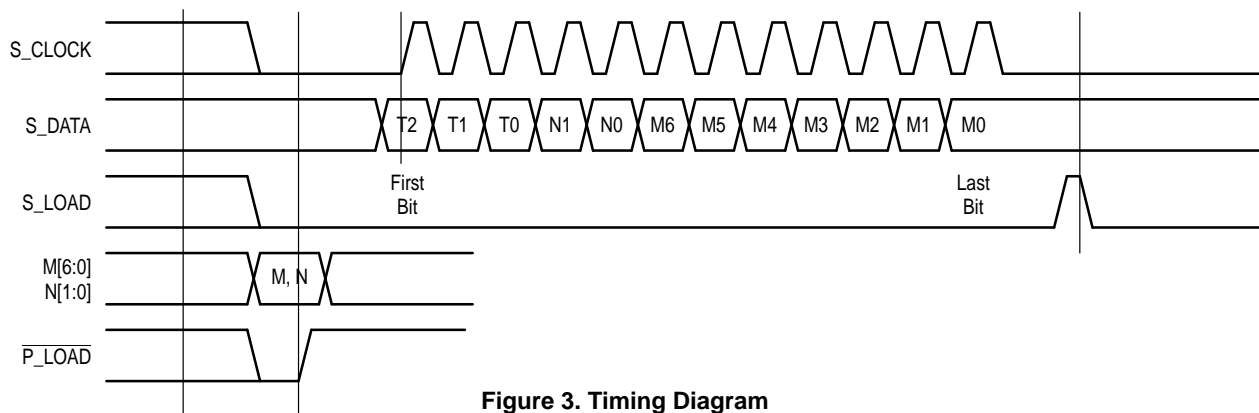 S_CLOCK
S_DATA
T2 T1 T0 N1 N0 M6 M5 M4 M3 M2 M1 M0
First
Bit
Last
Bit
S_LOAD
M[6:0]
N[1:0]
M, N
P_LOAD
Figure 3. Timing Diagram